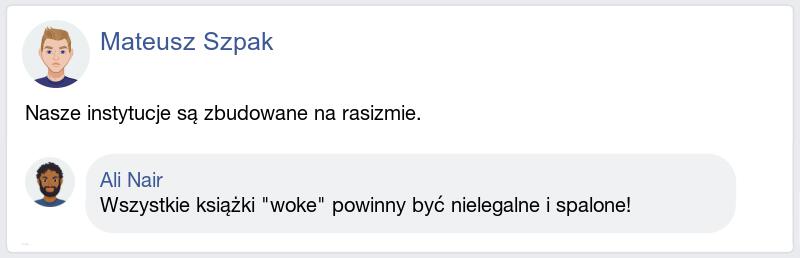 Mateusz Szpak
Nasze instytucje są zbudowane na rasizmie.
Ali Nair
Wszystkie książki "woke" powinny być nielegalne i spalone!